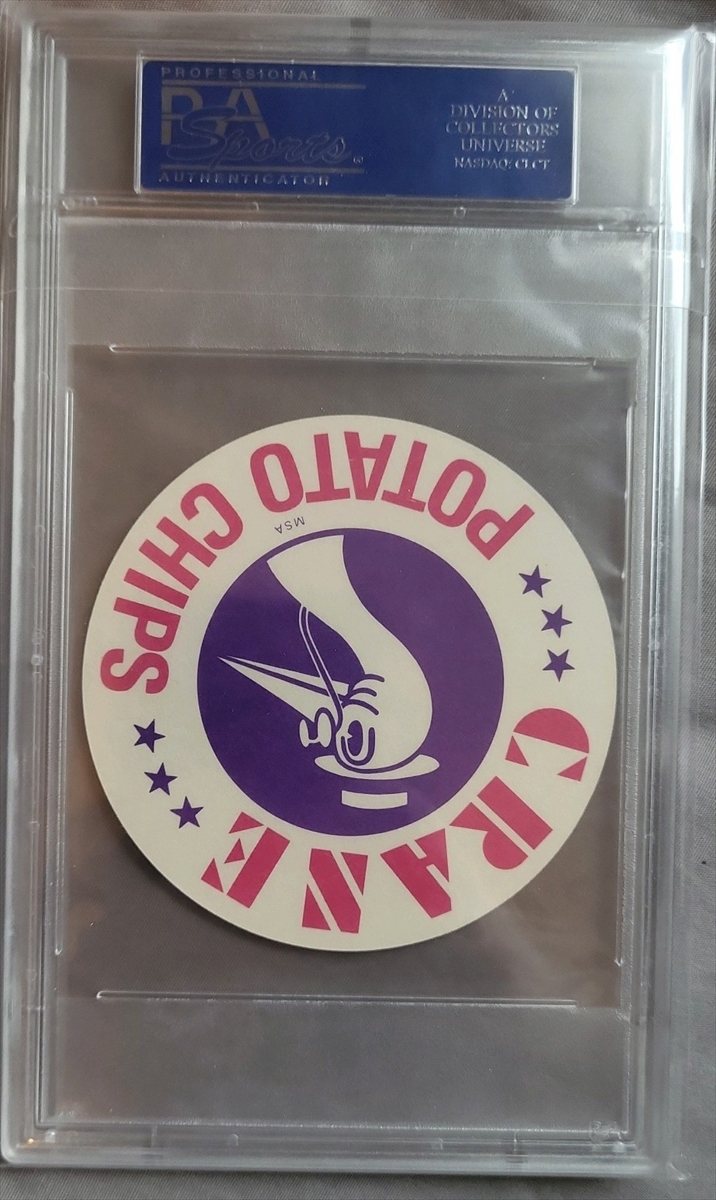 PROFESSIONAL
PSA
Sports®
AUTHENTICATOR
A
DIVISION OF
COLLECTORS
UNIVERSE
NASDAQ: CLCT
CRANE
POTATO CHIPS
MSA